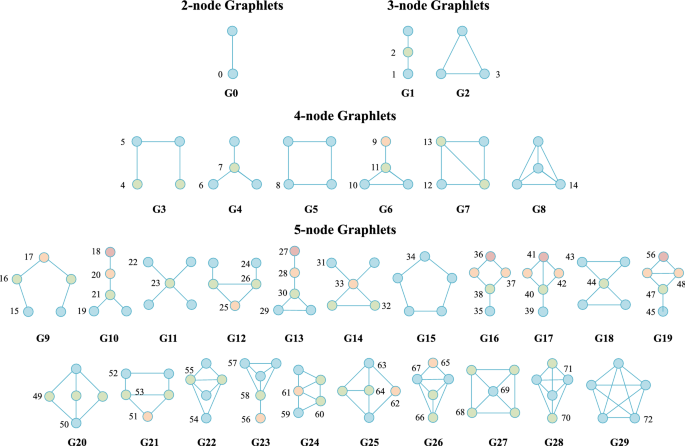 2-node Graphlets 3-node Graphlets
0 2 1 3
G0 G1 G2
4-node Graphlets
5 4 7 6 8 9 11 10 13 12 14
G3 G4 G5 G6 G7 G8
5-node Graphlets
17 16 15 18 20 21 19 22 23 24 26 25 27 28 30 29 31 33 32 34 36 37 38 35 41 42 40 39 43 44 56 48 47 45
G9 G10 G11 G12 G13 G14 G15 G16 G17 G18 G19
49 50 52 53 51 55 54 57 58 56 61 59 60 63 64 62 65 67 66 69 68 71 70 72
G20 G21 G22 G23 G24 G25 G26 G27 G28 G29